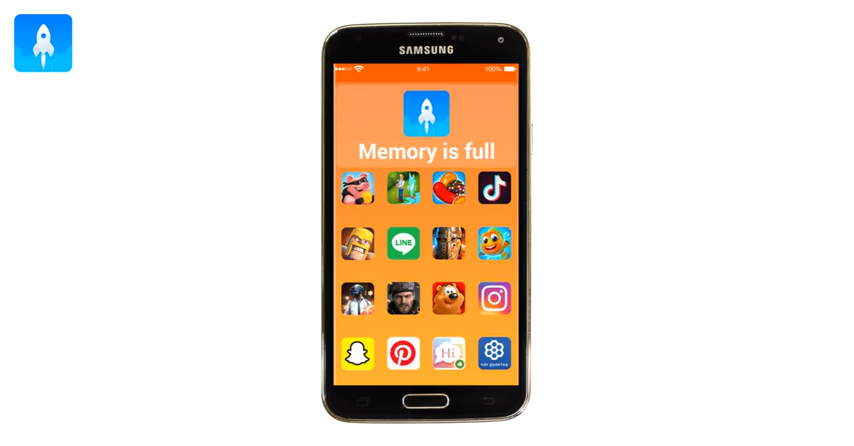 SAMSUNG
9:41
100%
Memory is full
LINE
Hi
чат рулетка